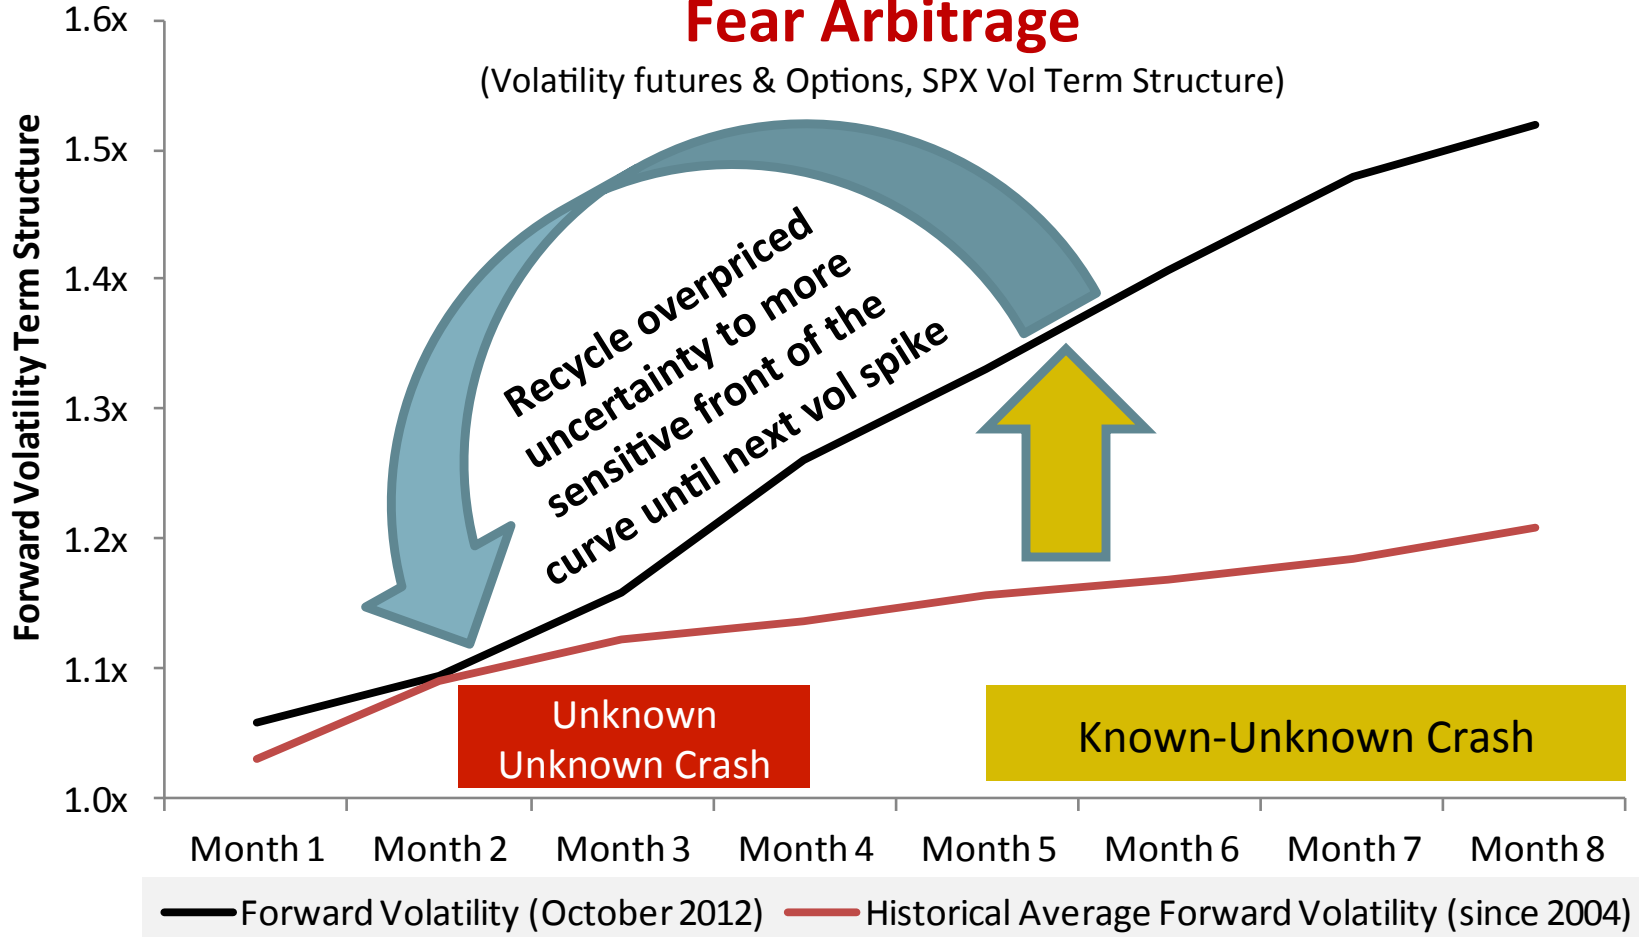 Fear Arbitrage
(Volatility futures & Options, SPX Vol Term Structure)
Forward Volatility Term Structure
1.6x
1.5x
1.4x
1.3x
1.2x
1.1x
1.0x
Recycle overpriced
uncertainty to more
sensitive front of the
curve until next vol spike
Unknown
Unknown Crash
Known-Unknown Crash
Month 1 Month 2 Month 3 Month 4 Month 5 Month 6 Month 7 Month 8
Forward Volatility (October 2012) Historical Average Forward Volatility (since 2004)